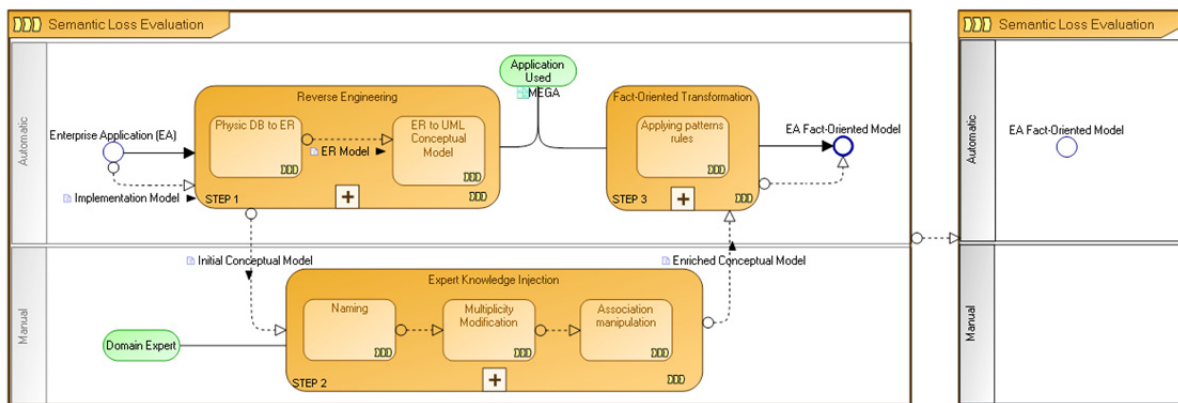 Semantic Loss Evaluation
Automatic
Enterprise Application (EA)
Implementation Model
Reverse Engineering
Physic DB to ER
ER Model
ER to UML
Conceptual
Model
STEP 1
Application
Used
MEGA
Fact-Oriented Transformation
Applying patterns
rules
STEP 3
EA Fact-Oriented Model
Manual
Initial Conceptual Model
Enriched Conceptual Model
Domain Expert
Expert Knowledge Injection
Naming
Multiplicity
Modification
Association
manipulation
STEP 2
Semantic Loss Evaluation
Automatic
EA Fact-Oriented Model
Manual